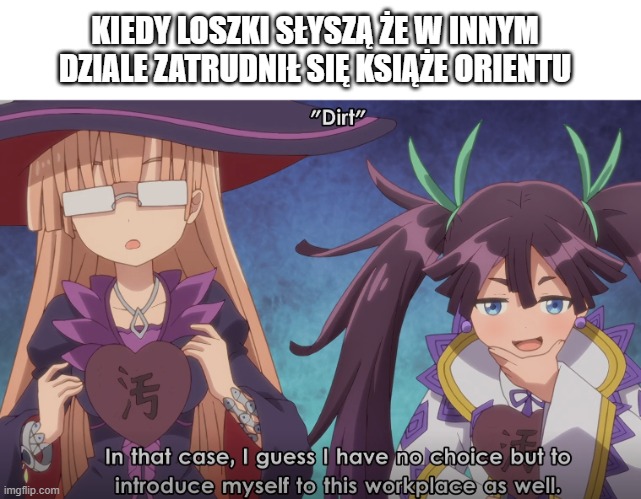 KIEDY LOSZKI SŁYSZĄ ŻE W INNYM
DZIALE ZATRUDNIŁ SIĘ KSIĄŻE ORIENTU
"Dirt"
汚
汚
In that case, I guess I have no choice but to
introduce myself to this workplace as well.
imgflip.com